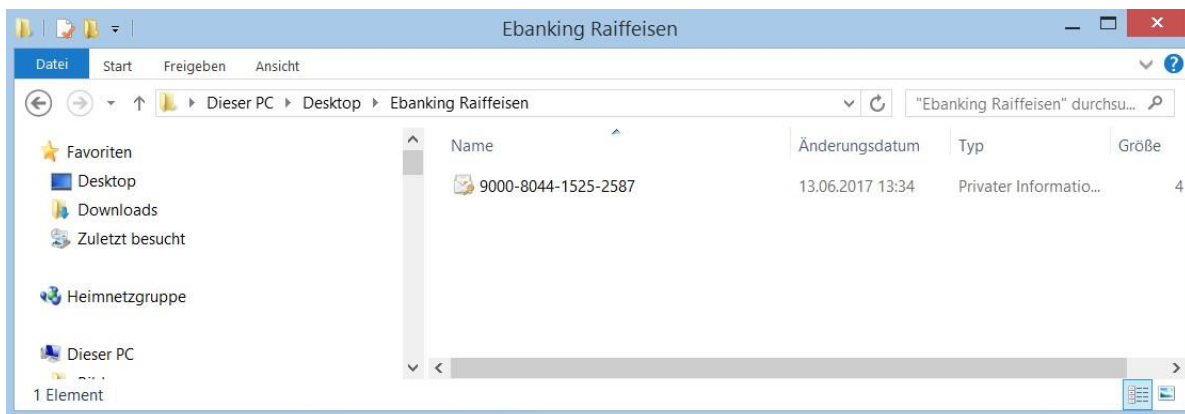 Ebanking Raiffeisen
Datei Start Freigeben Ansicht
Dieser PC Desktop Ebanking Raiffeisen "Ebanking Raiffeisen" durchsu...
Favoriten
Desktop
Downloads
Zuletzt besucht
Heimnetzgruppe
Dieser PC
Name Änderungsdatum Typ Größe
9000-8044-1525-2587 13.06.2017 13:34 Privater Informatio... 4
1 Element